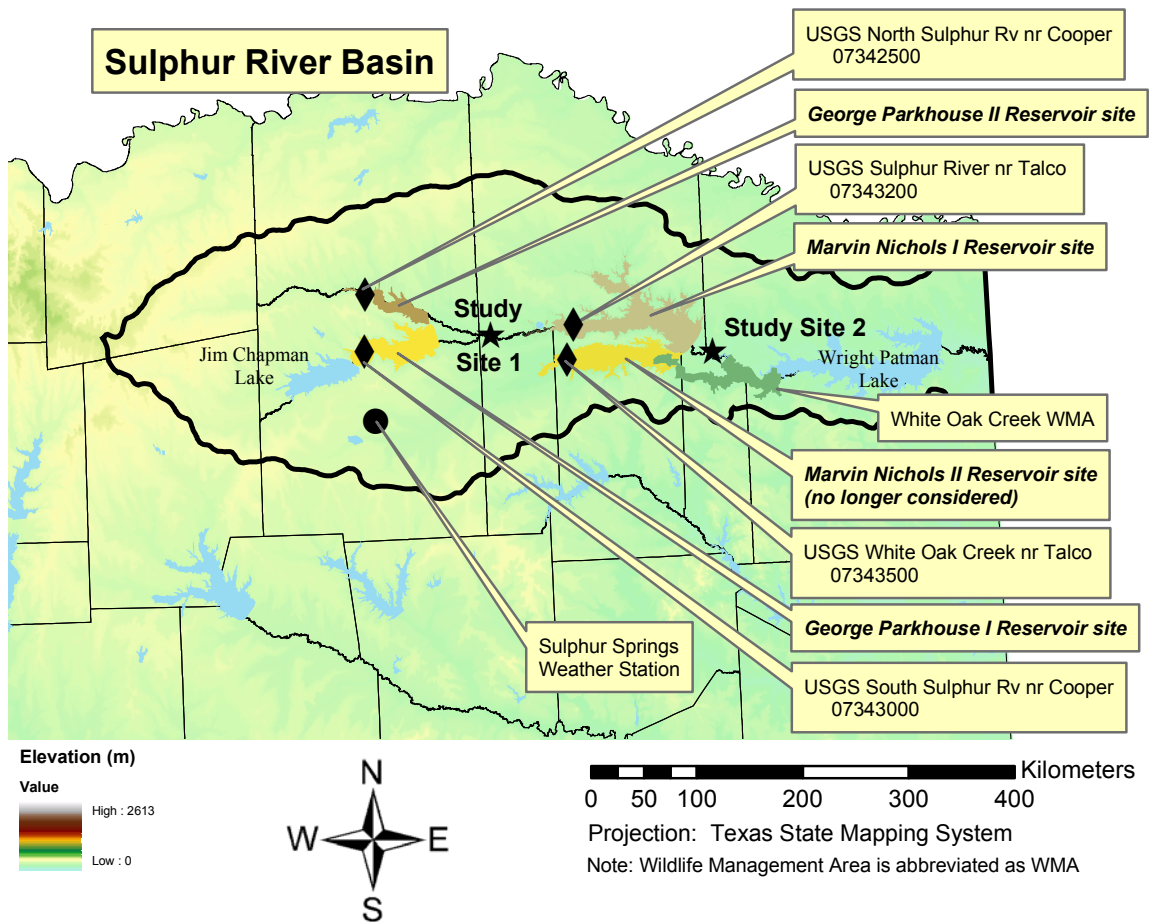 Sulphur River Basin
USGS North Sulphur Rv nr Cooper
07342500
George Parkhouse II Reservoir site
USGS Sulphur River nr Talco
07343200
Marvin Nichols I Reservoir site
Study
Site 1
Study Site 2
Jim Chapman
Lake
Wright Patman
Lake
White Oak Creek WMA
Marvin Nichols II Reservoir site
(no longer considered)
USGS White Oak Creek nr Talco
07343500
George Parkhouse I Reservoir site
USGS South Sulphur Rv nr Cooper
07343000
Sulphur Springs
Weather Station
Elevation (m)
Value
High : 2613
Low : 0
N
W E
S
Kilometers
0 50 100 200 300 400
Projection: Texas State Mapping System
Note: Wildlife Management Area is abbreviated as WMA